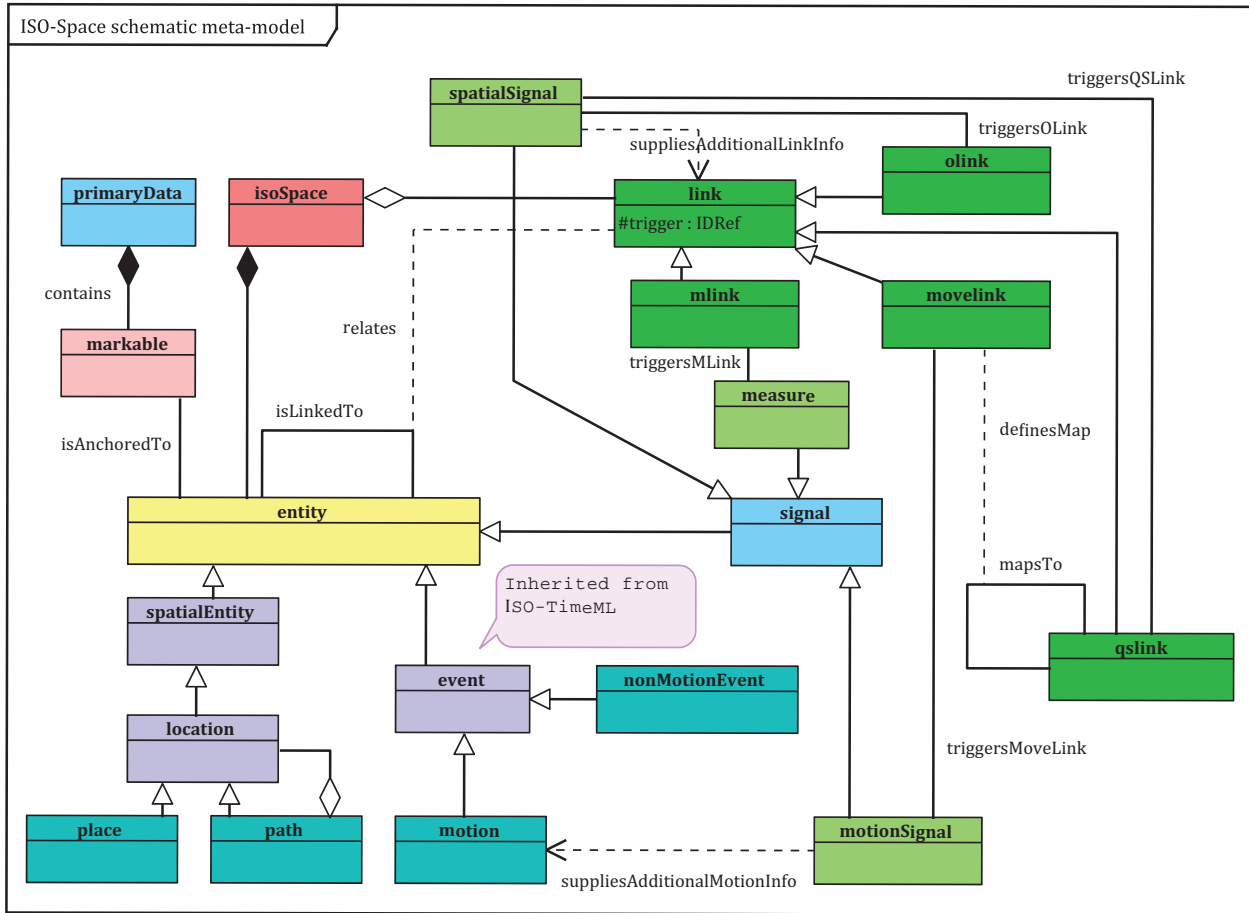 ISO-Space schematic meta-model
triggersQSLink
spatialSignal
triggersOLink
suppliesAdditionalLinkInfo
olink
primaryData
isoSpace
link
#trigger : IDRef
contains
mlink
movelink
relates
markable
triggersMLink
measure
isLinkedTo
definesMap
isAnchoredTo
entity
signal
mapsTo
Inherited from
ISO-TimeML
spatialEntity
qslink
event
nonMotionEvent
location
triggersMoveLink
place
path
motion
motionSignal
suppliesAdditionalMotionInfo